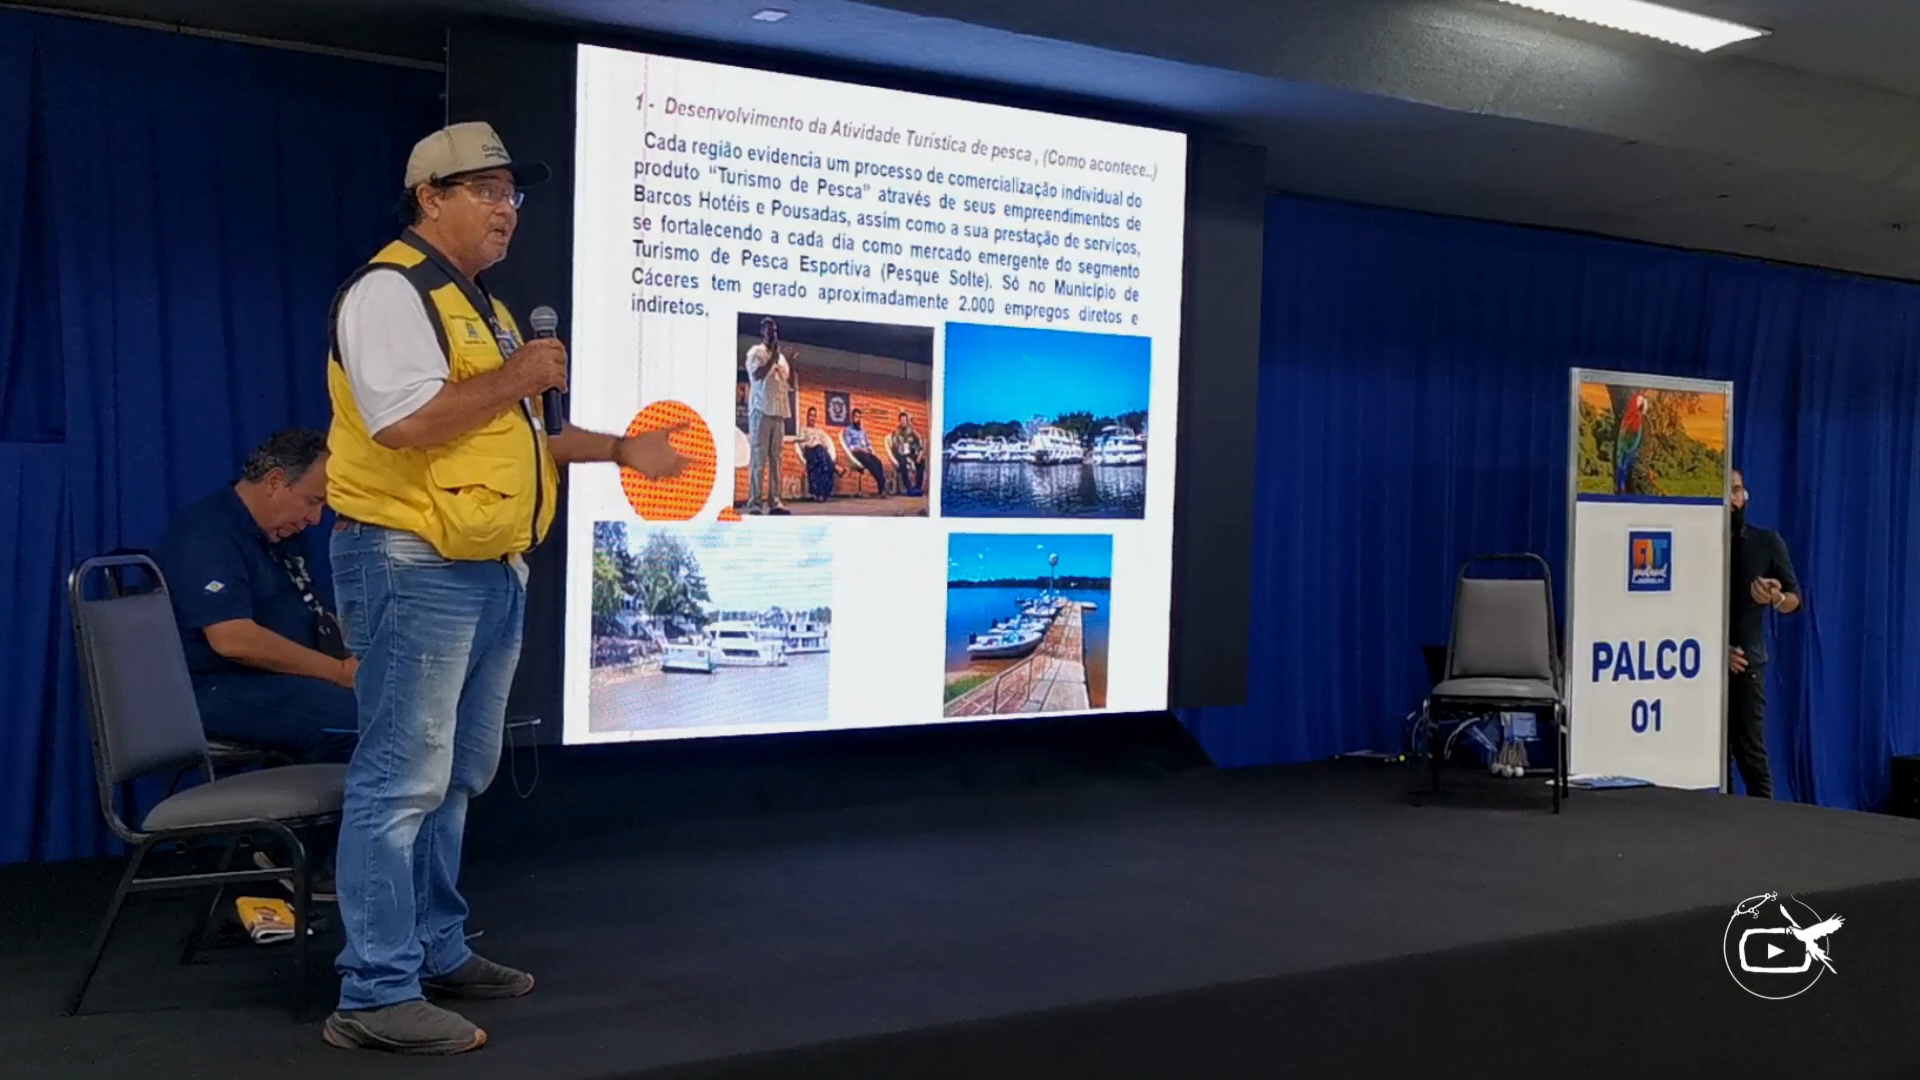 1 - Desenvolvimento da Atividade Turística de pesca , (Como acontece..)
Cada região evidencia um processo de comercialização individual do
produto “Turismo de Pesca” através de seus empreendimentos de
Barcos Hotéis e Pousadas, assim como a sua prestação de serviços,
se fortalecendo a cada dia como mercado emergente do segmento
Turismo de Pesca Esportiva (Pesque Solte). Só no Município de
Cáceres tem gerado aproximadamente 2.000 empregos diretos e
indiretos.
FIT
PALCO
01